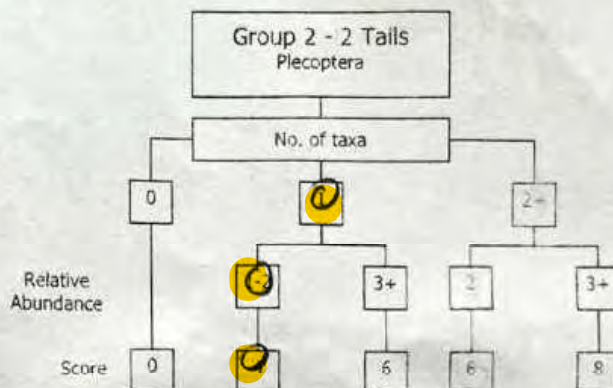 Group 2 - 2 Tails
Plecoptera
No. of taxa
0
1
2+
Relative
Abundance
3+
2
3+
Score
0
6
6
8